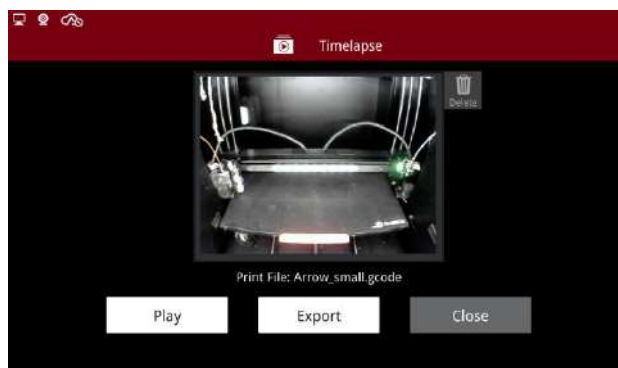 Timelapse
Delete
Print File: Arrow_small.gcode
Play
Export
Close